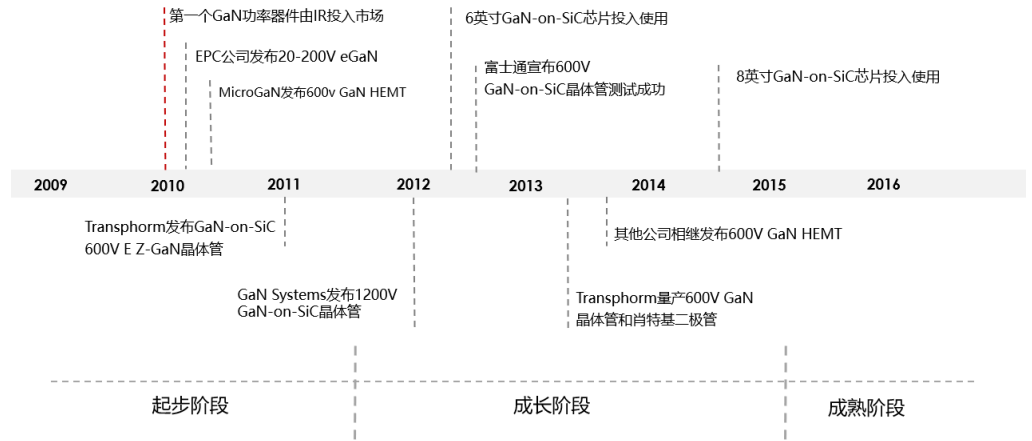 第一个GaN功率器件由IR投入市场
EPC公司发布20-200V eGaN
MicroGaN发布600v GaN HEMT
6英寸GaN-on-SiC芯片投入使用
富士通宣布600V
GaN-on-SiC晶体管测试成功
8英寸GaN-on-SiC芯片投入使用
2009 2010 2011 2012 2013 2014 2015 2016
Transphorm发布GaN-on-SiC
600V E Z-GaN晶体管
GaN Systems发布1200V
GaN-on-SiC晶体管
其他公司相继发布600V GaN HEMT
Transphorm量产600V GaN
晶体管和肖特基二极管
起步阶段 成长阶段 成熟阶段